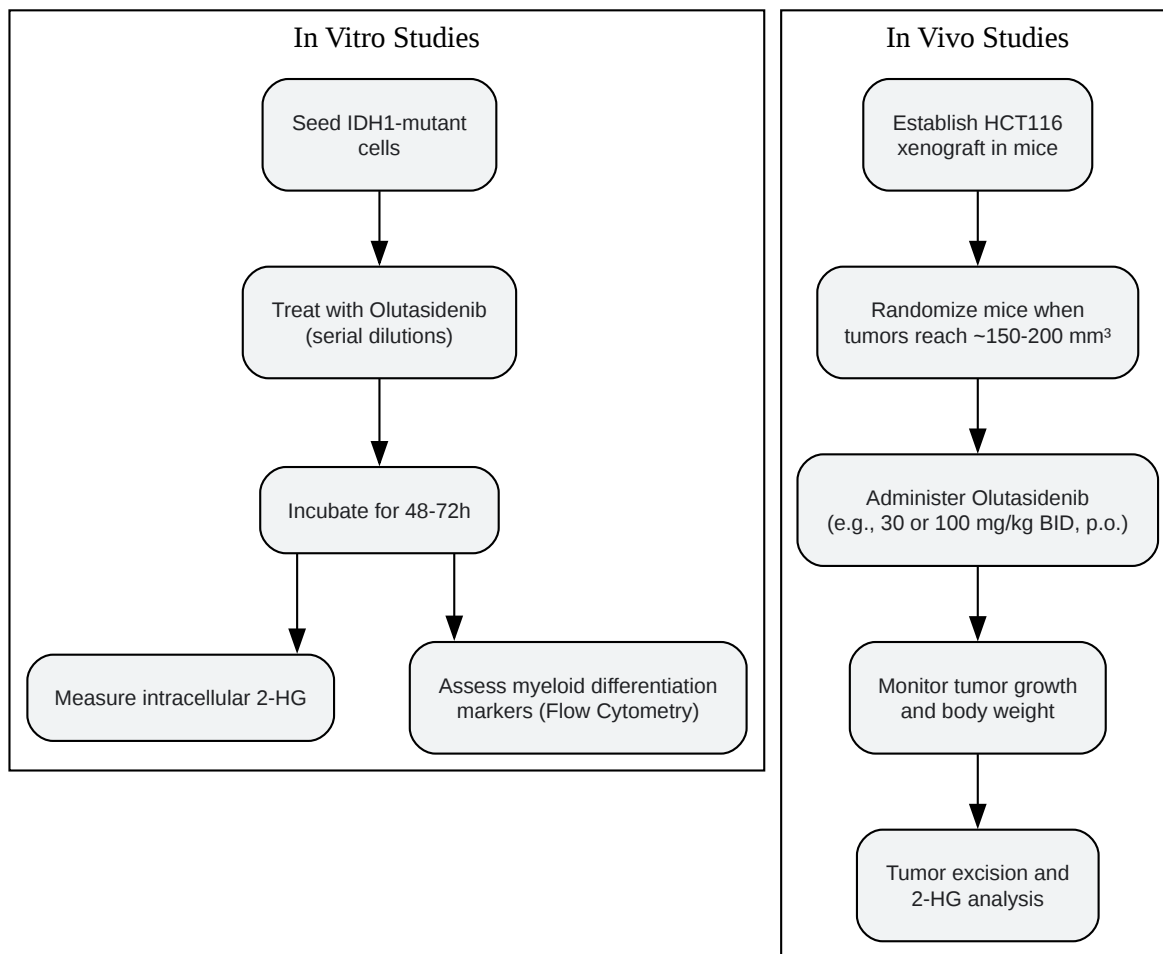 In Vitro Studies
Seed IDH1-mutant
cells
Treat with Olutasidenib
(serial dilutions)
Incubate for 48-72h
Measure intracellular 2-HG
Assess myeloid differentiation
markers (Flow Cytometry)
In Vivo Studies
Establish HCT116
xenograft in mice
Randomize mice when
tumors reach ~150-200 mm³
Administer Olutasidenib
(e.g., 30 or 100 mg/kg BID, p.o.)
Monitor tumor growth
and body weight
Tumor excision and
2-HG analysis